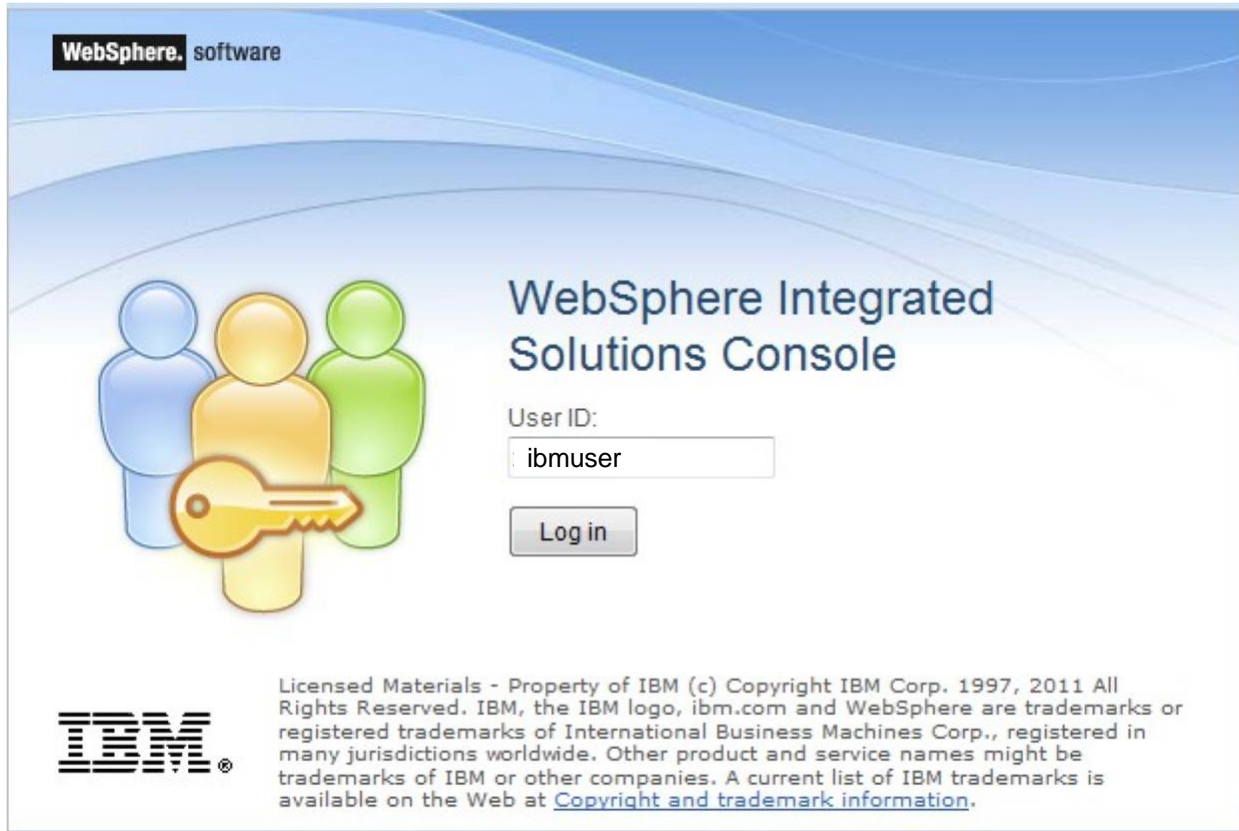 WebSphere. software
WebSphere Integrated
Solutions Console
User ID:
ibmuser
Log in
Licensed Materials - Property of IBM (c) Copyright IBM Corp. 1997, 2011 All
Rights Reserved. IBM, the IBM logo, ibm.com and WebSphere are trademarks or
registered trademarks of International Business Machines Corp., registered in
many jurisdictions worldwide. Other product and service names might be
trademarks of IBM or other companies. A current list of IBM trademarks is
available on the Web at Copyright and trademark information.
IBM®